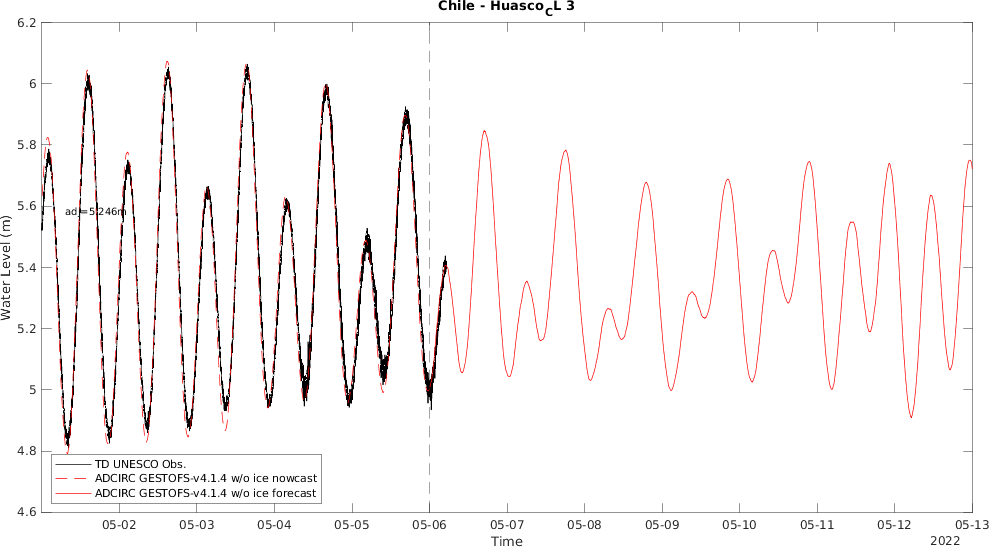 Chile - Huasco_CL 3
6.2
6
5.8
5.6
5.4
5.2
5
4.8
4.6
Water Level (m)
adj=5.246m
TD UNESCO Obs.
ADCIRC GESTOFS-v4.1.4 w/o ice nowcast
ADCIRC GESTOFS-v4.1.4 w/o ice forecast
05-02 05-03 05-04 05-05 05-06 05-07 05-08 05-09 05-10 05-11 05-12 05-13
Time
2022